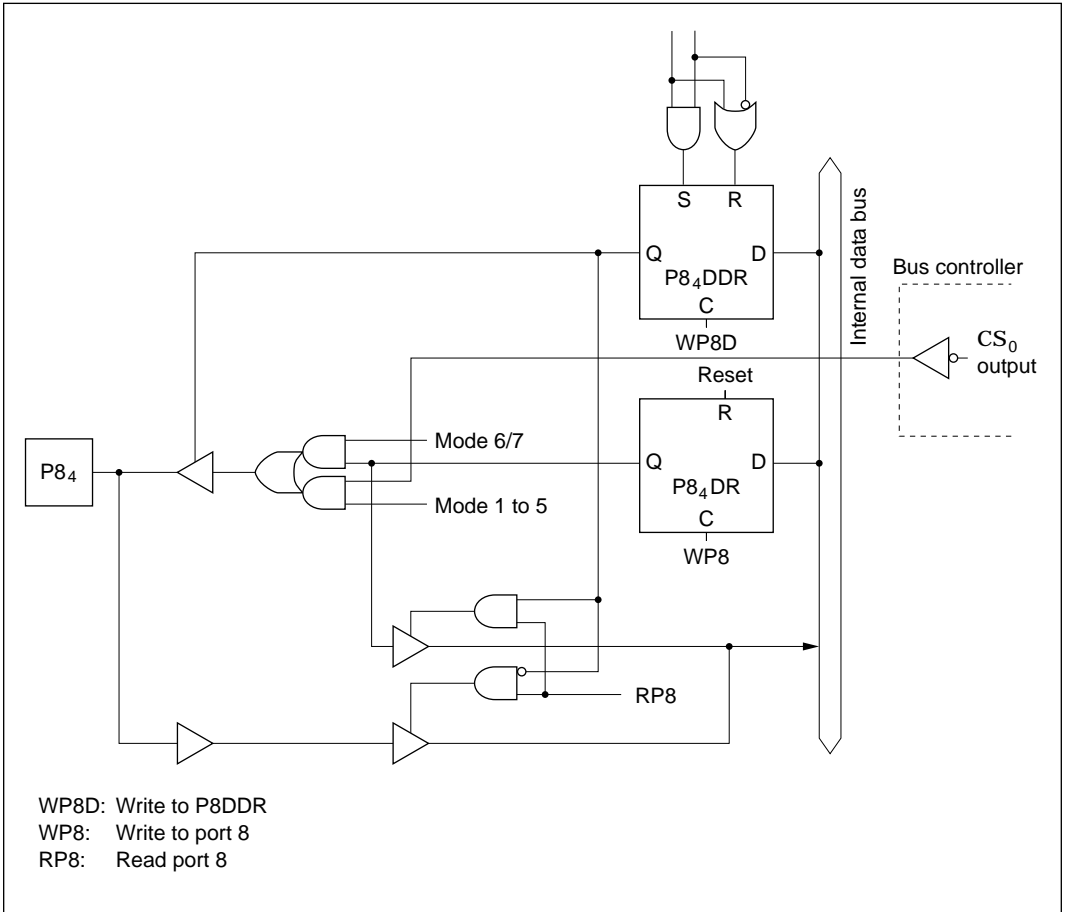 S R
Q D
P8₄DDR
C
WP8D
Internal data bus
Bus controller
CS₀
output
Reset
R
Mode 6/7
P8₄
Q D
P8₄DR
C
Mode 1 to 5
WP8
RP8
WP8D: Write to P8DDR
WP8: Write to port 8
RP8: Read port 8